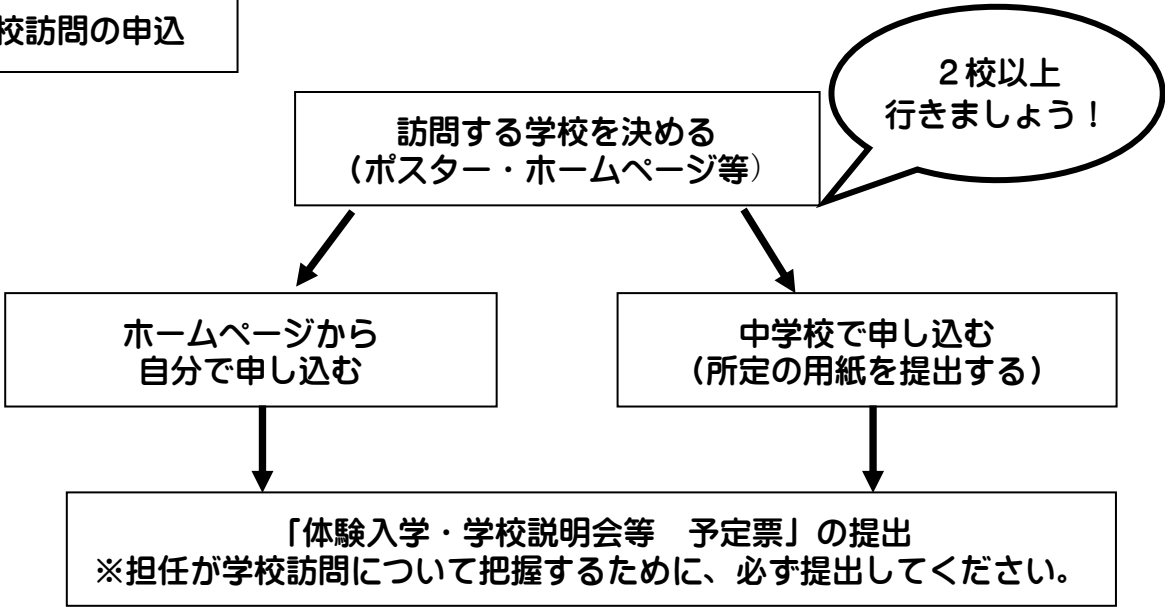 校訪問の申込
２校以上
行きましょう！
訪問する学校を決める
（ポスター・ホームページ等）
ホームページから
自分で申し込む
中学校で申し込む
（所定の用紙を提出する）
「体験入学・学校説明会等　予定票」の提出
※担任が学校訪問について把握するために、必ず提出してください。